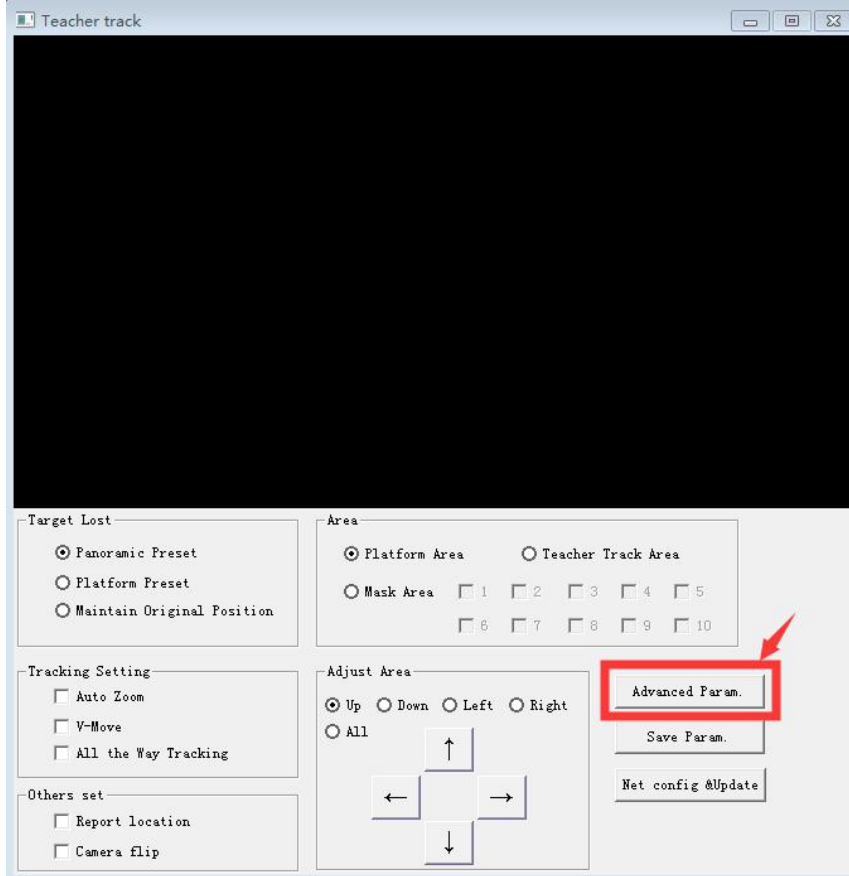 Teacher track
Target Lost
Panoramic Preset
Platform Preset
Maintain Original Position
Area
Platform Area
Teacher Track Area
Mask Area
1
2
3
4
5
6
7
8
9
10
Tracking Setting
Auto Zoom
V-Move
All the Way Tracking
Others set
Report location
Camera flip
Adjust Area
Up
Down
Left
Right
All
↑
←
→
↓
Advanced Param.
Save Param.
Net config &Update